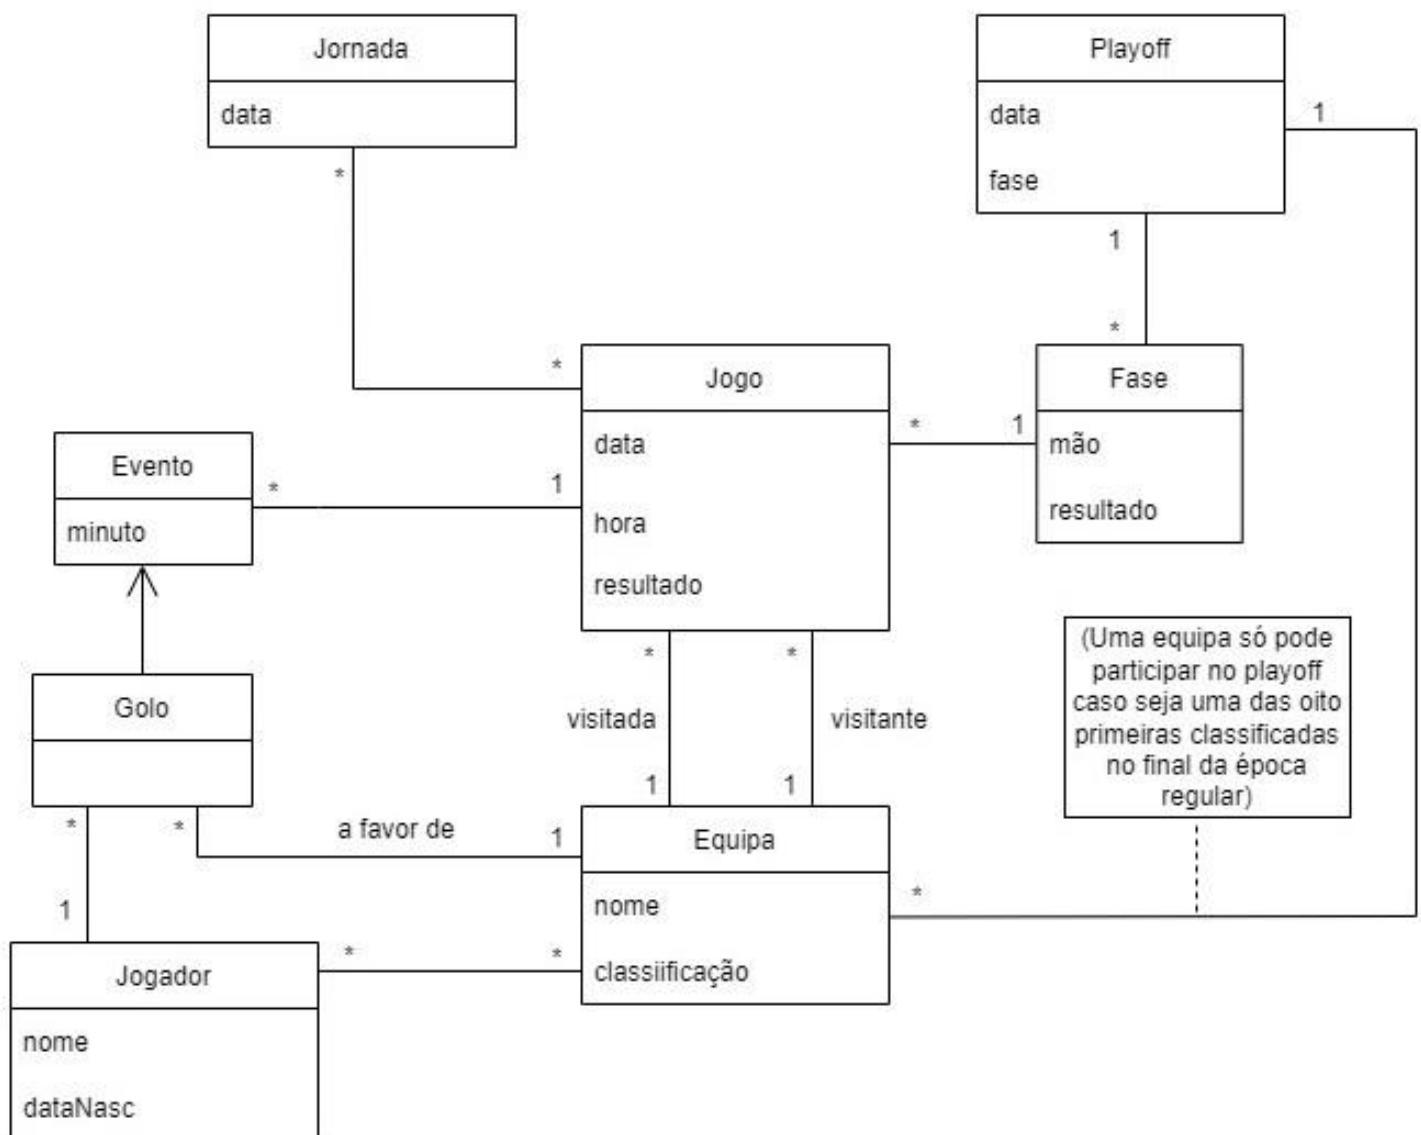 Jornada
data
*
Playoff
data
fase
1
1
*
*
Jogo
data
hora
resultado
*
1
Fase
mão
resultado
Evento
minuto
*
1
(Uma equipa só pode
participar no playoff
caso seja uma das oito
primeiras classificadas
no final da época
regular)
*
*
visitada
visitante
1
1
Golo
*
*
a favor de
1
Equipa
nome
classiificação
*
1
Jogador
nome
dataNasc
*
*